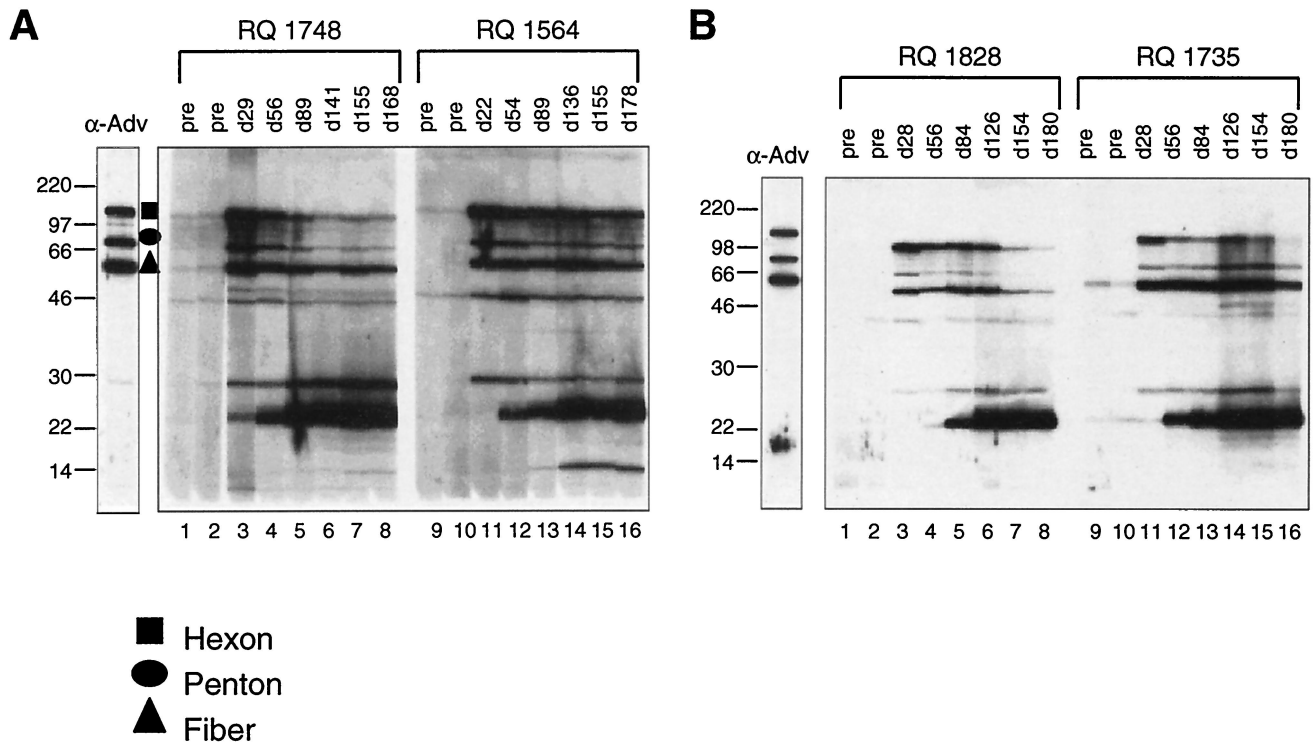 A
RQ 1748
RQ 1564
α-Adv
pre pre d29 d56 d89 d141 d155 d168
pre pre d22 d54 d89 d136 d155 d178
220
97
66
46
30
22
14
1 2 3 4 5 6 7 8 9 10 11 12 13 14 15 16
B
RQ 1828
RQ 1735
α-Adv
pre pre d28 d56 d84 d126 d154 d180
pre pre d28 d56 d84 d126 d154 d180
220
98
66
46
30
22
14
1 2 3 4 5 6 7 8 9 10 11 12 13 14 15 16
Hexon
Penton
Fiber